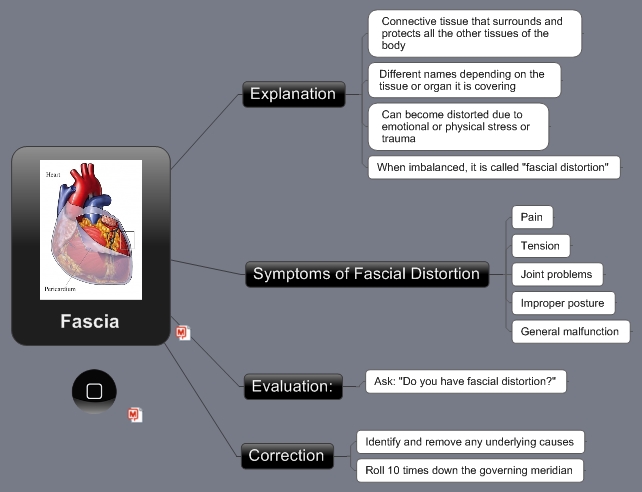 Heart
Pericardium
Fascia
Explanation
Connective tissue that surrounds and
protects all the other tissues of the
body
Different names depending on the
tissue or organ it is covering
Can become distorted due to
emotional or physical stress or
trauma
When imbalanced, it is called "fascial distortion"
Symptoms of Fascial Distortion
Pain
Tension
Joint problems
Improper posture
General malfunction
Evaluation:
Ask: "Do you have fascial distortion?"
Correction
Identify and remove any underlying causes
Roll 10 times down the governing meridian
M
M